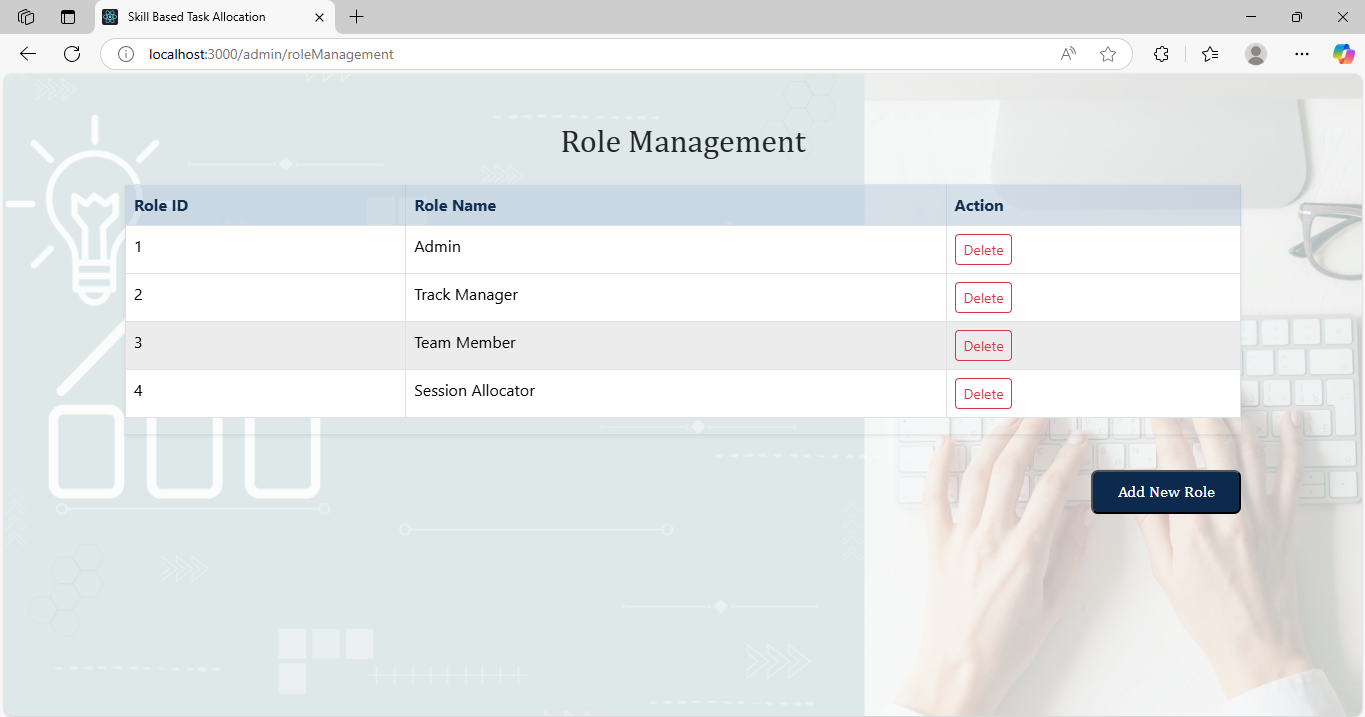 Skill Based Task Allocation
localhost:3000/admin/roleManagement
Role Management
Role ID Role Name Action
1 Admin Delete
2 Track Manager Delete
3 Team Member Delete
4 Session Allocator Delete
Add New Role